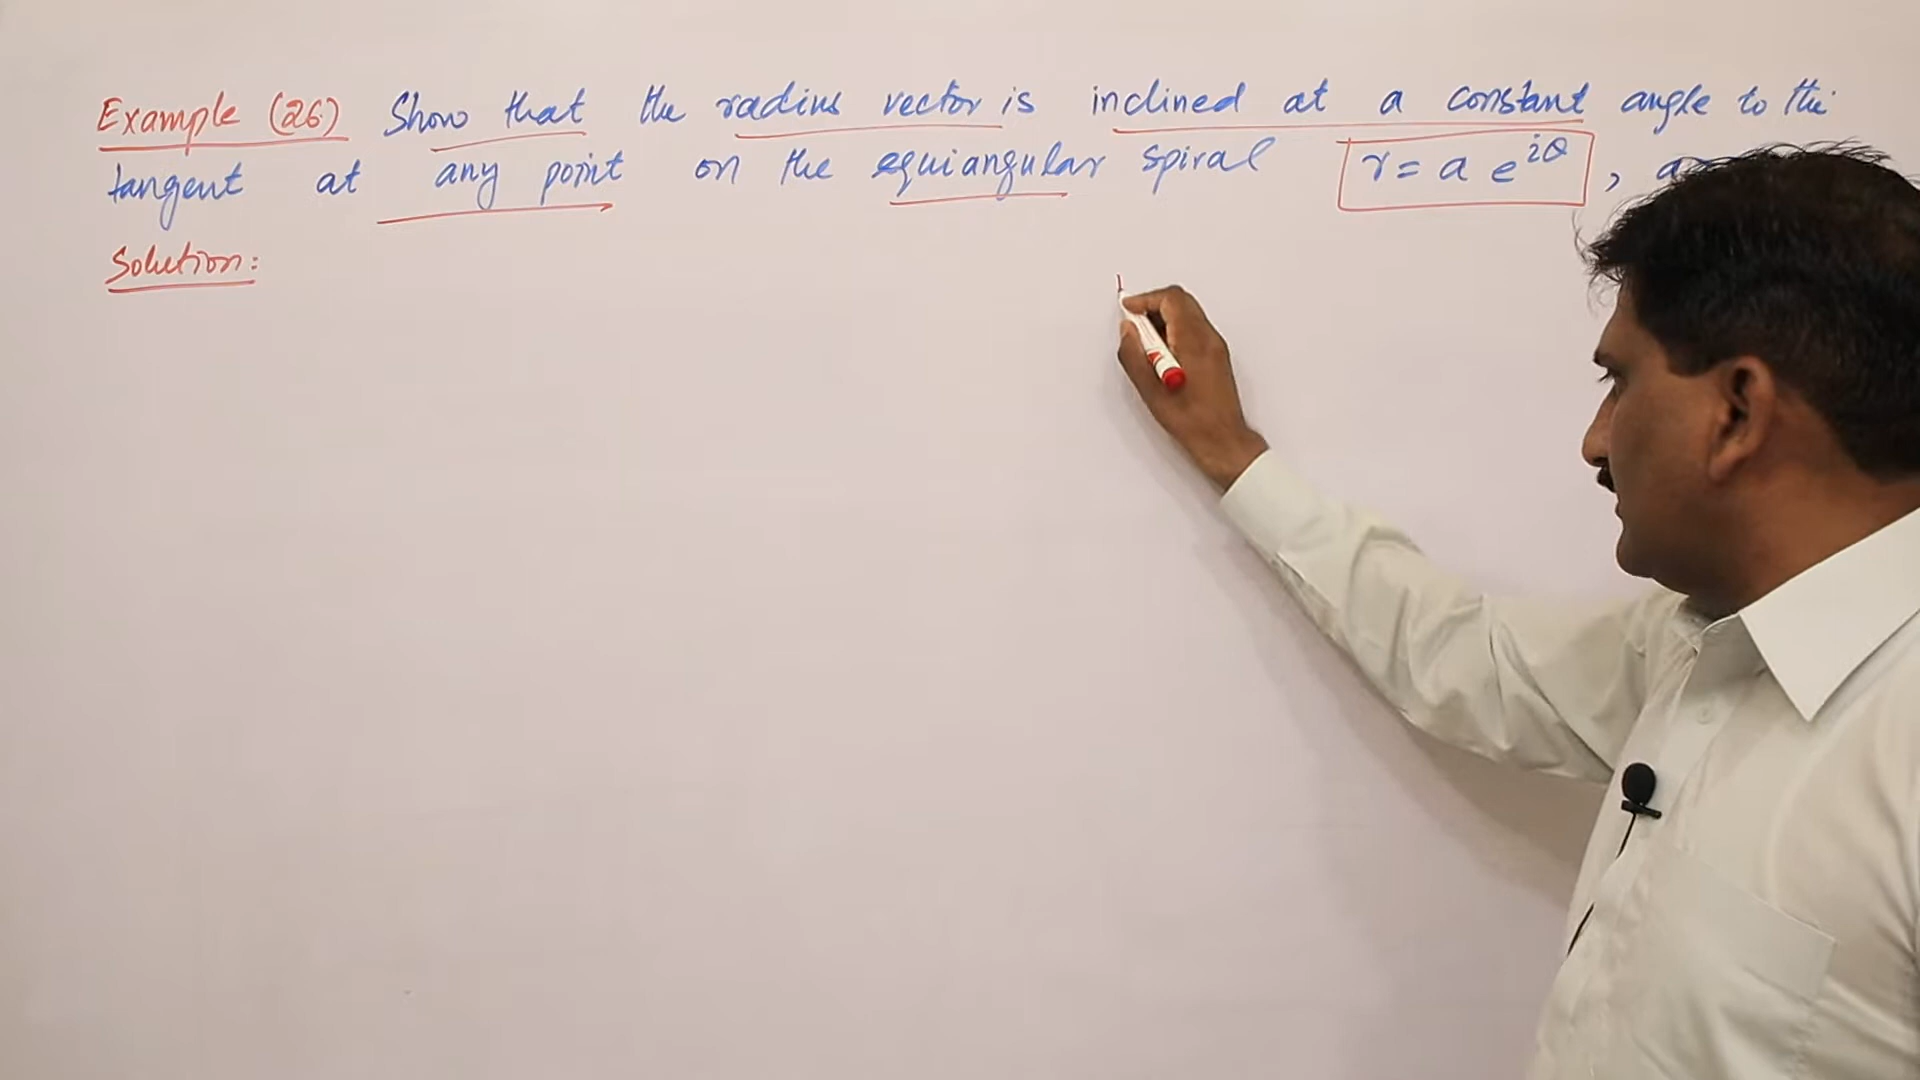 Example (26) Show that the radius vector is inclined at a constant angle to the
tangent at any point on the equiangular spiral r = a e^{iθ} ,
Solution: